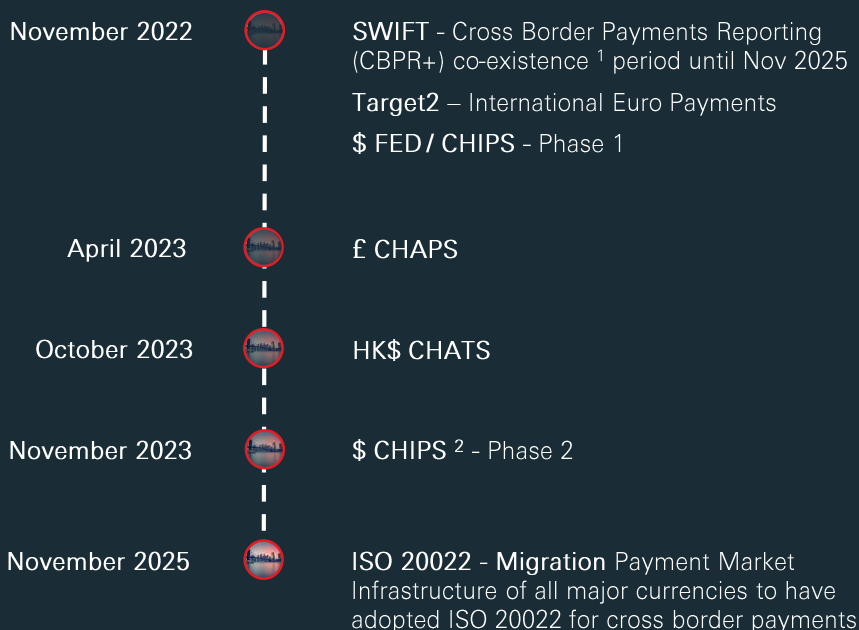 November 2022
SWIFT - Cross Border Payments Reporting
(CBPR+) co-existence ¹ period until Nov 2025
Target2 – International Euro Payments
$ FED / CHIPS - Phase 1
April 2023
£ CHAPS
October 2023
HK$ CHATS
November 2023
$ CHIPS ² - Phase 2
November 2025
ISO 20022 - Migration Payment Market
Infrastructure of all major currencies to have
adopted ISO 20022 for cross border payments